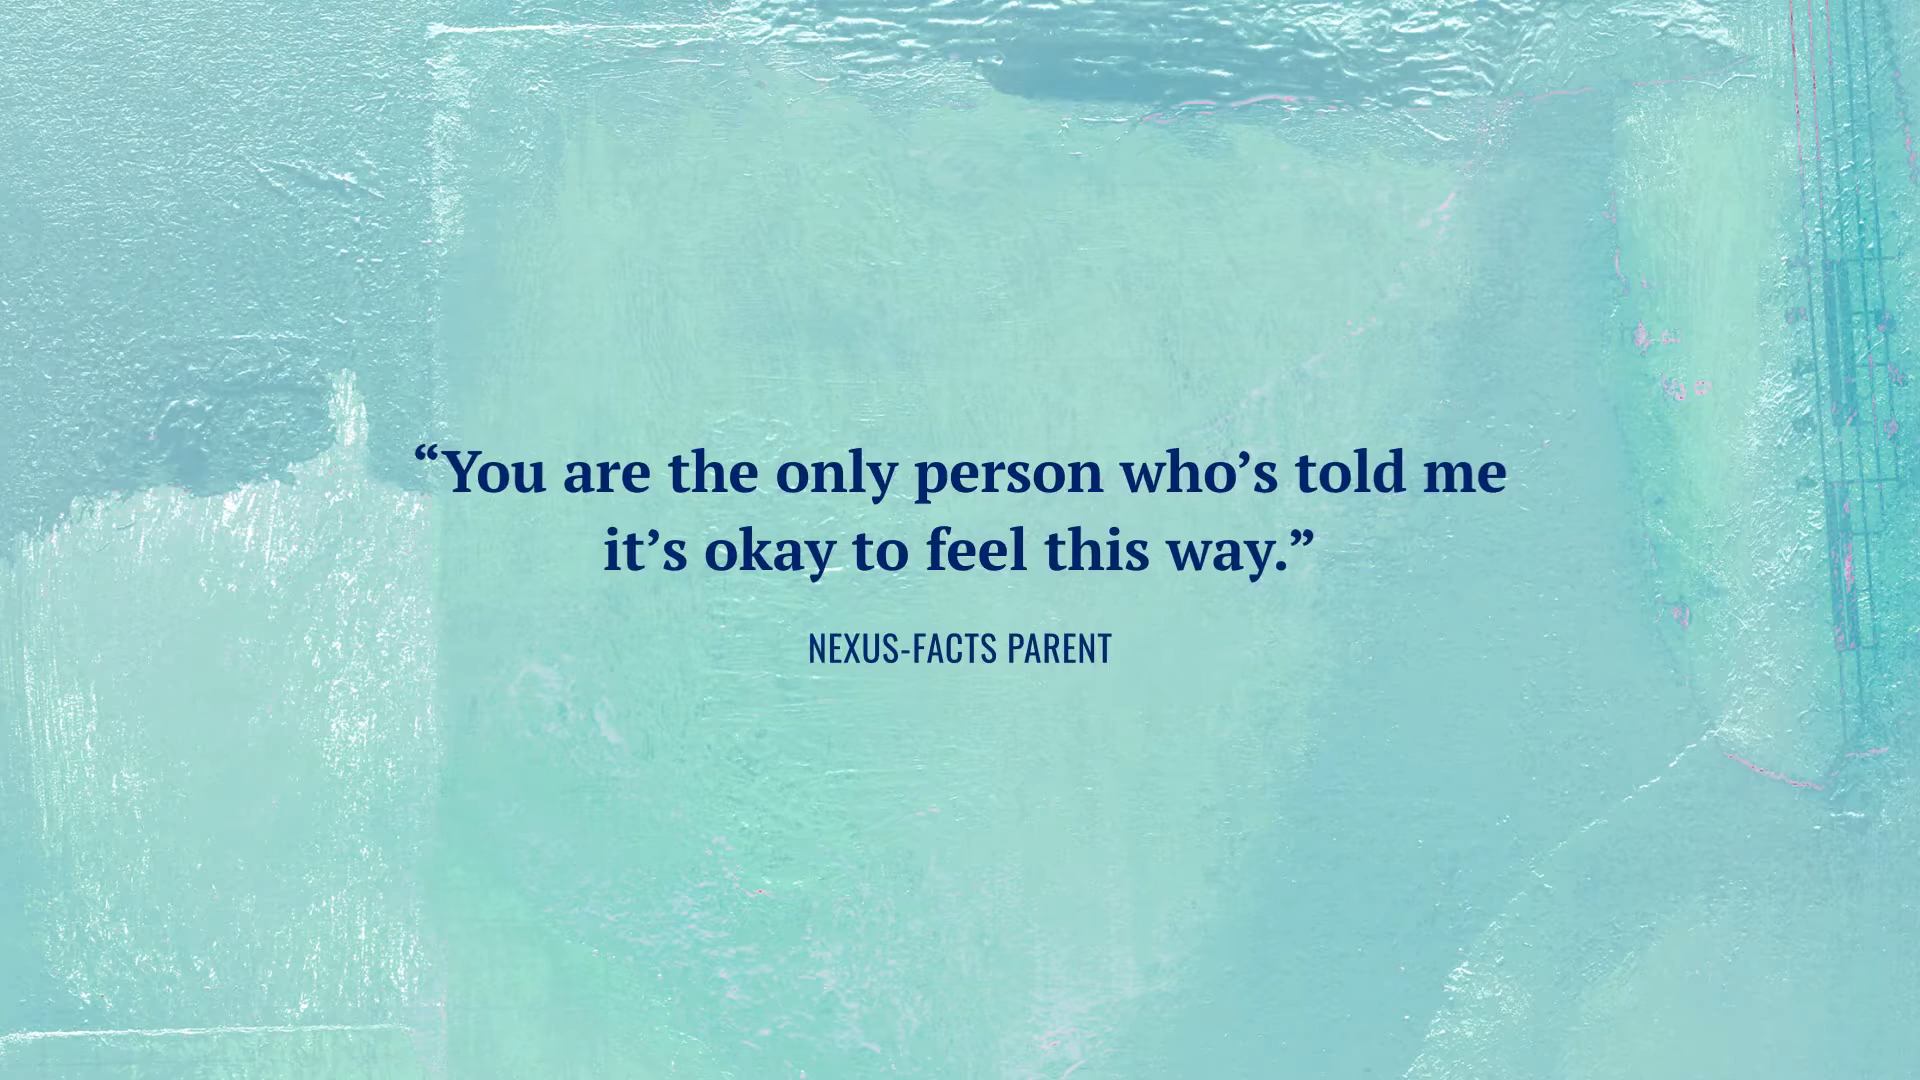 “You are the only person who’s told me
it’s okay to feel this way.”
NEXUS-FACTS PARENT